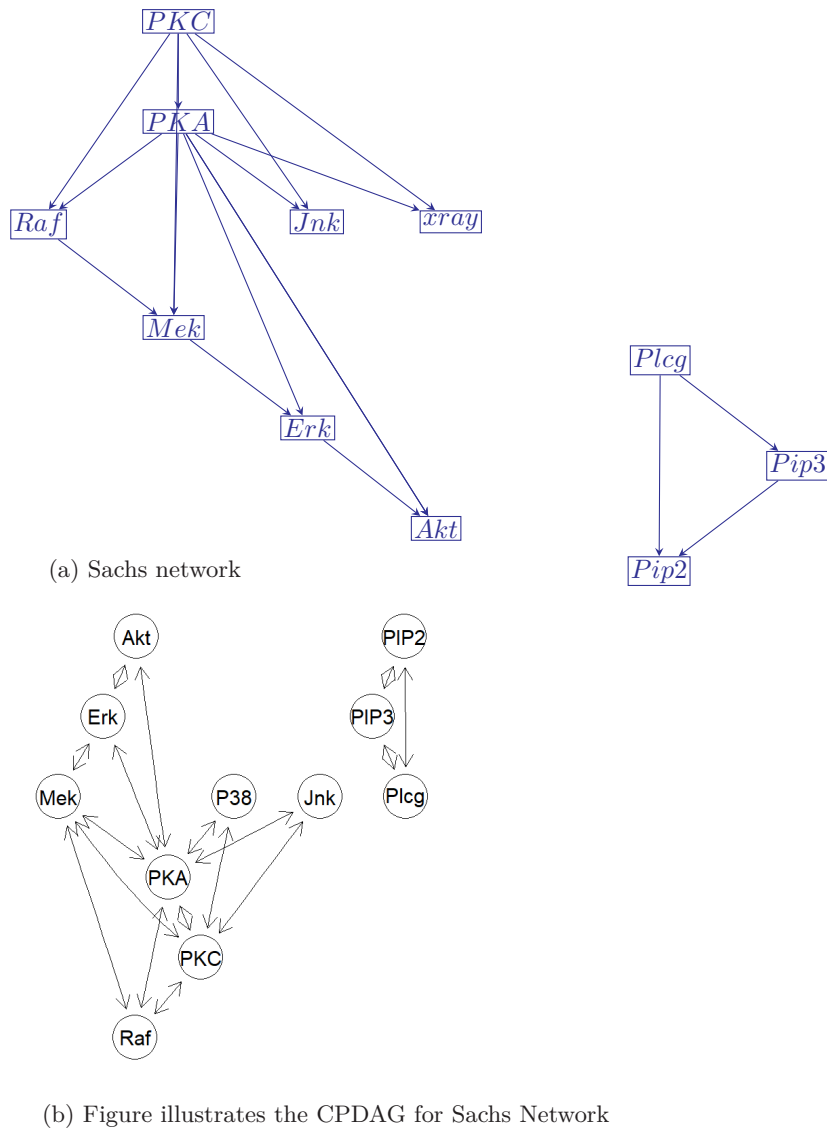 PKC
PKA
Raf
Jnk
xray
Mek
Plcg
Erk
Pip3
Akt
Pip2
(a) Sachs network
Akt
PIP2
Erk
PIP3
Mek
P38
Jnk
Plcg
PKA
PKC
Raf
(b) Figure illustrates the CPDAG for Sachs Network